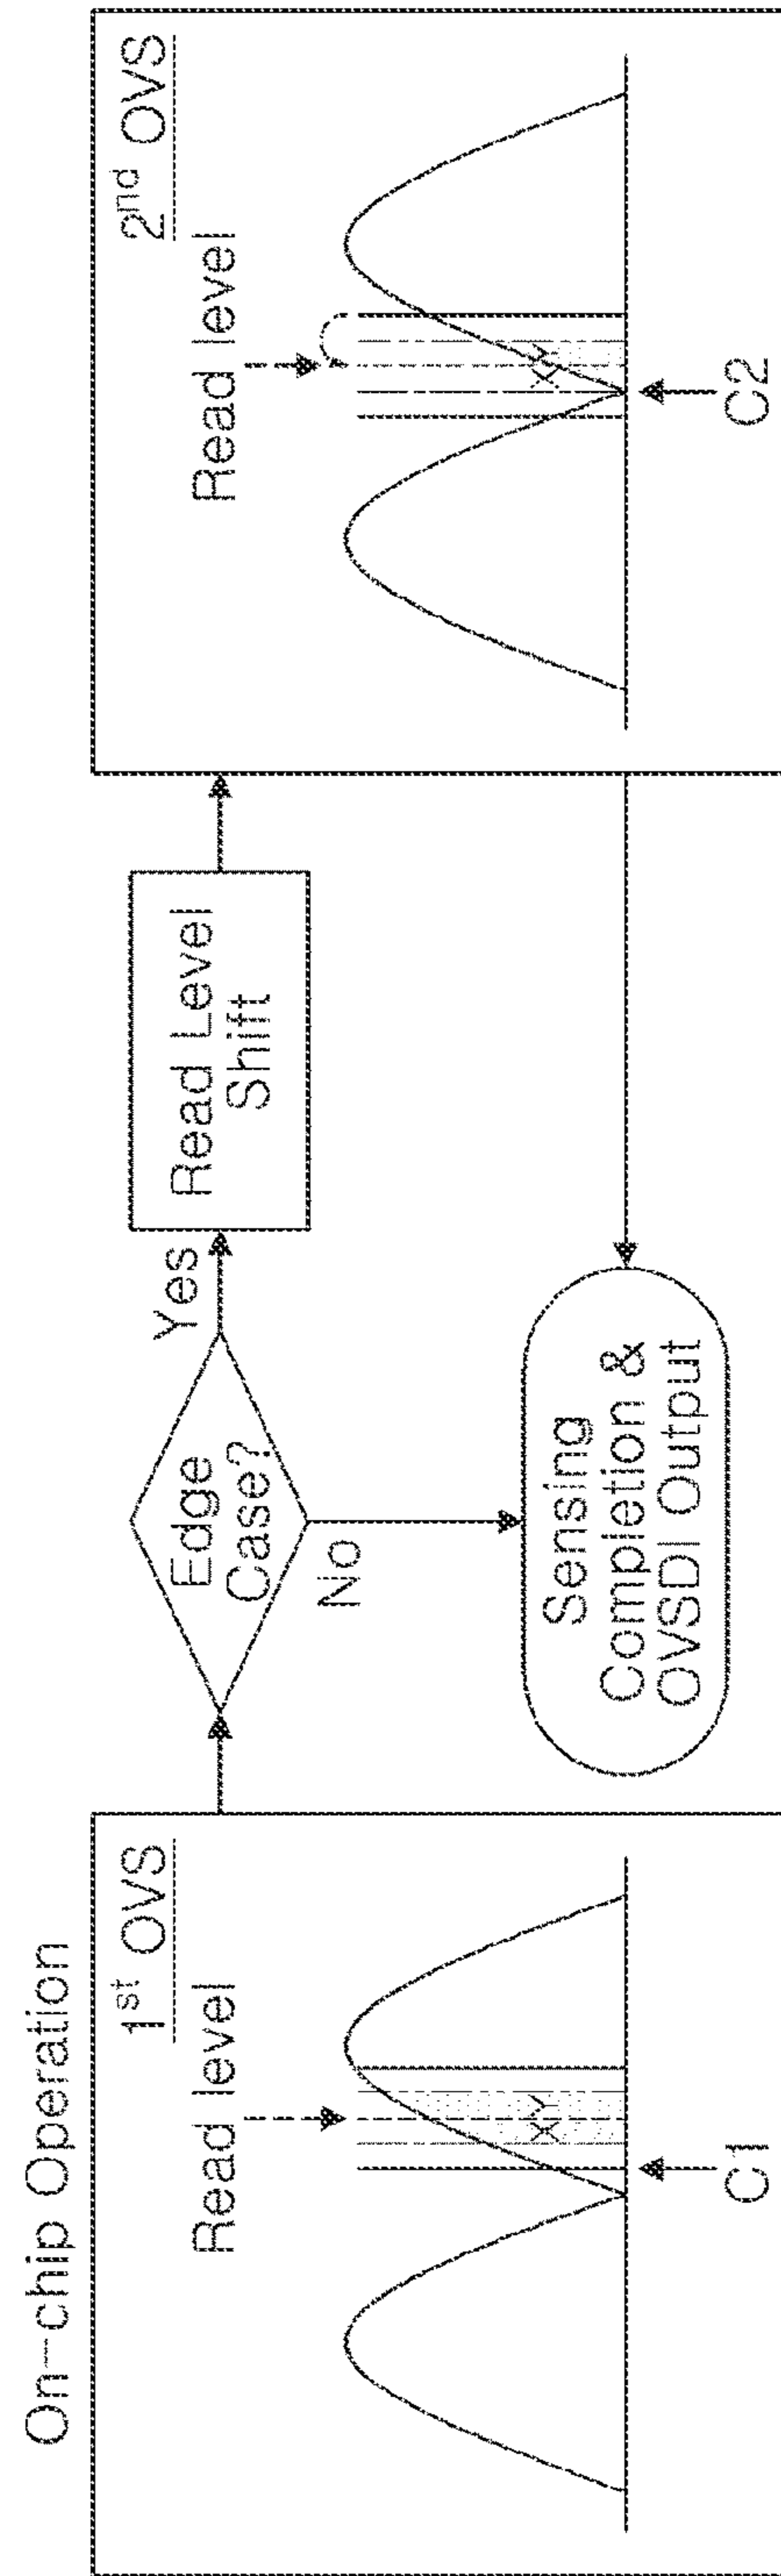 On-chip Operation
1st OVS
Read level
X
Y
C1
Edge
Case?
Yes
No
Read Level
Shift
Sensing
Completion &
OVSDI Output
2nd OVS
Read level
X
Y
C2